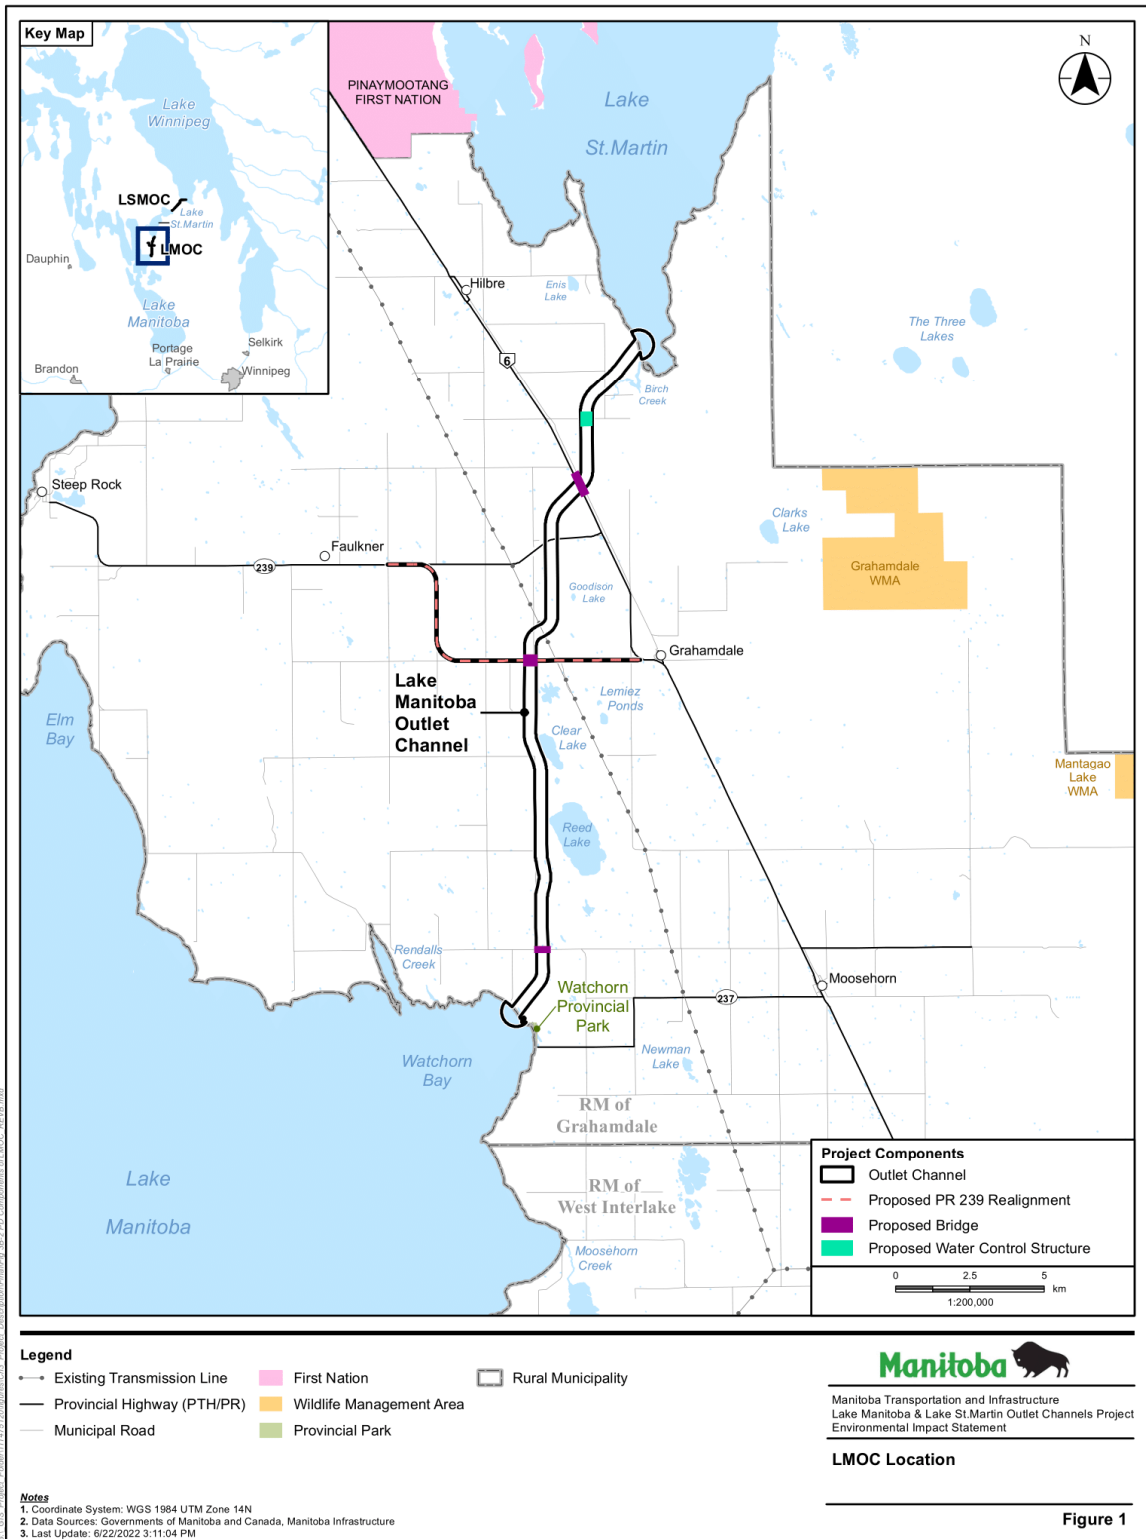 Key Map
Lake
Winnipeg
LSMOC
Lake
St.Martin
LMOC
Dauphin
Lake
Manitoba
Portage
La Prairie
Selkirk
Brandon
Winnipeg
PINAYMOOTANG
FIRST NATION
Lake
St.Martin
N
Hilbre
Enis
Lake
The Three
Lakes
6
Birch
Creek
Steep Rock
Clarks
Lake
Faulkner
239
Grahamdale
WMA
Goodison
Lake
Grahamdale
Lake
Manitoba
Outlet
Channel
Lemiez
Ponds
Elm
Bay
Clear
Lake
Mantagao
Lake
WMA
Reed
Lake
Rendalls
Creek
Moosehorn
Watchorn
Provincial
Park
237
Watchorn
Bay
Newman
Lake
RM of
Grahamdale
Lake
Manitoba
RM of
West Interlake
Moosehorn
Creek
Project Components
Outlet Channel
Proposed PR 239 Realignment
Proposed Bridge
Proposed Water Control Structure
0 2.5 5
km
1:200,000
Legend
Existing Transmission Line
Provincial Highway (PTH/PR)
Municipal Road
First Nation
Wildlife Management Area
Provincial Park
Rural Municipality
Manitoba
Manitoba Transportation and Infrastructure
Lake Manitoba & Lake St.Martin Outlet Channels Project
Environmental Impact Statement
LMOC Location
Figure 1
Notes
1. Coordinate System: WGS 1984 UTM Zone 14N
2. Data Sources: Governments of Manitoba and Canada, Manitoba Infrastructure
3. Last Update: 6/22/2022 3:11:04 PM